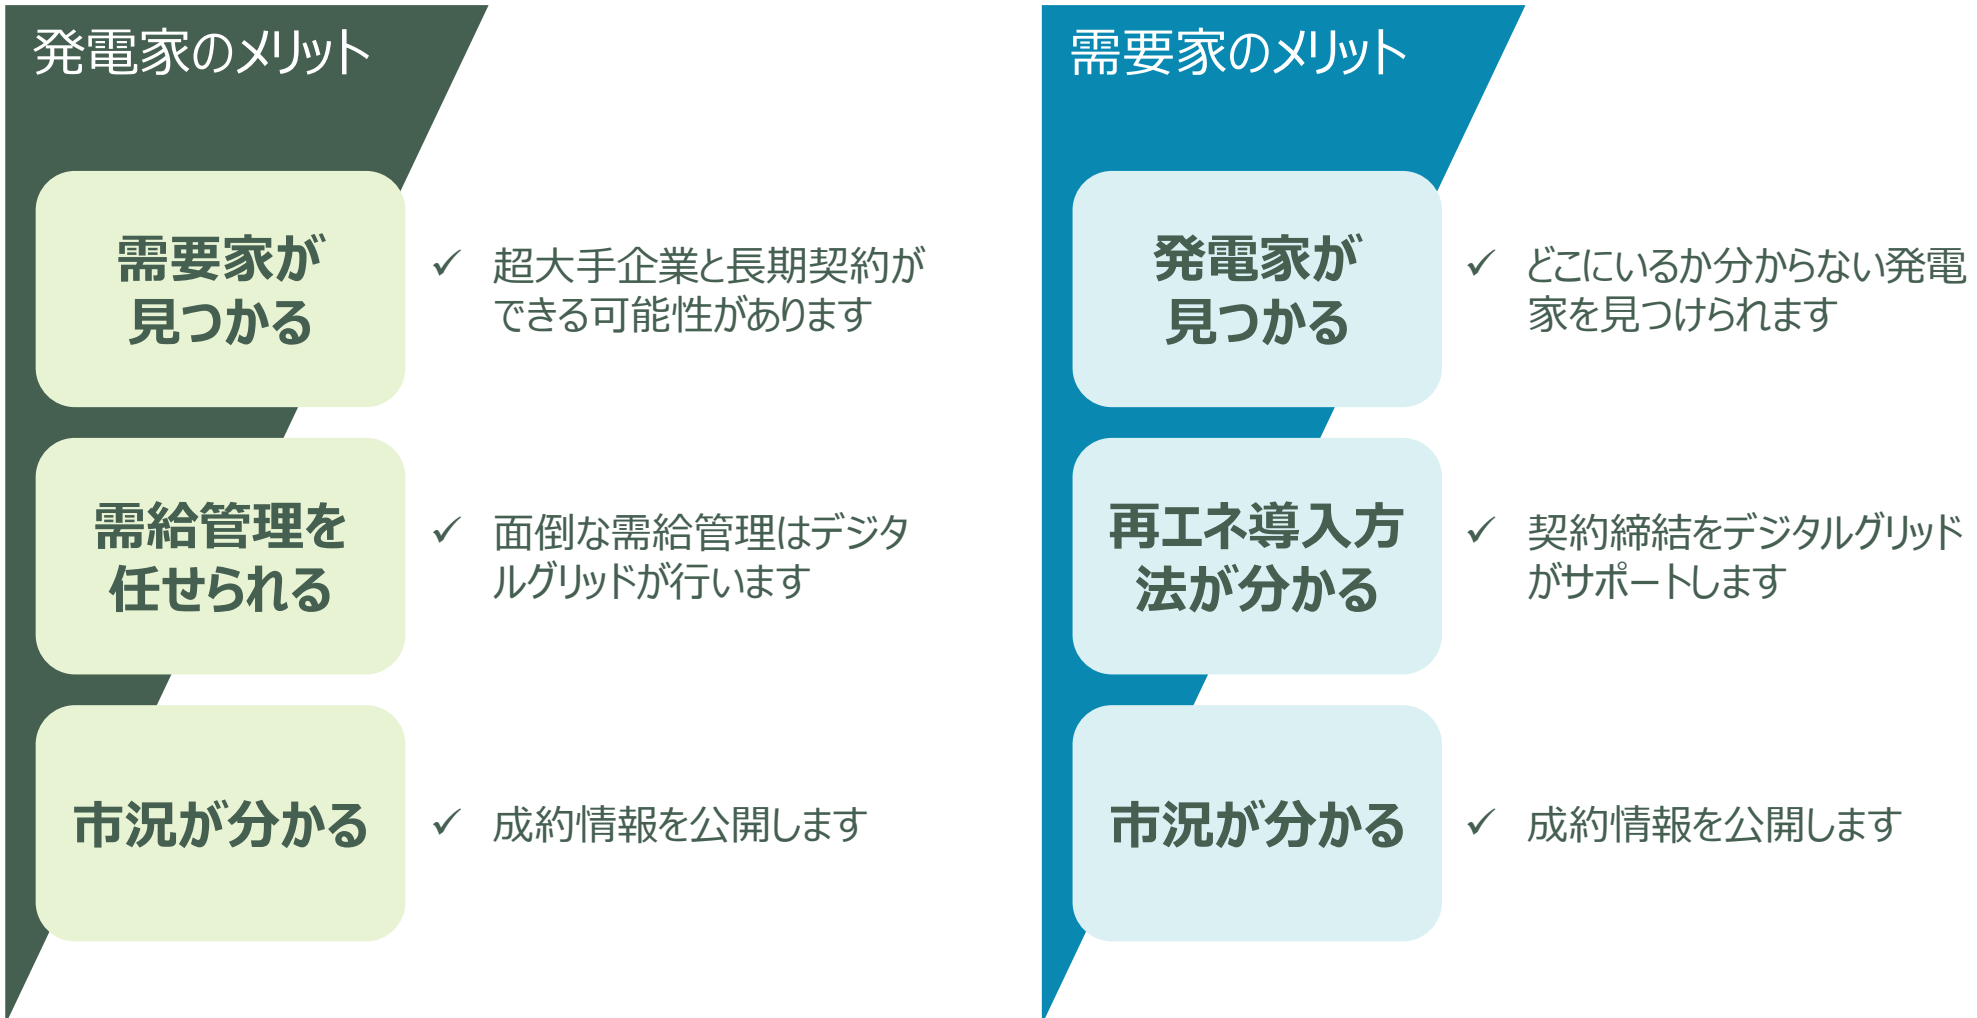 発電家のメリット
需要家が
見つかる
✓ 超大手企業と長期契約が
できる可能性があります
需給管理を
任せられる
✓ 面倒な需給管理はデジタ
ルグリッドが行います
市況が分かる
✓ 成約情報を公開します
需要家のメリット
発電家が
見つかる
✓ どこにいるか分からない発電
家を見つけられます
再エネ導入方
法が分かる
✓ 契約締結をデジタルグリッド
がサポートします
市況が分かる
✓ 成約情報を公開します